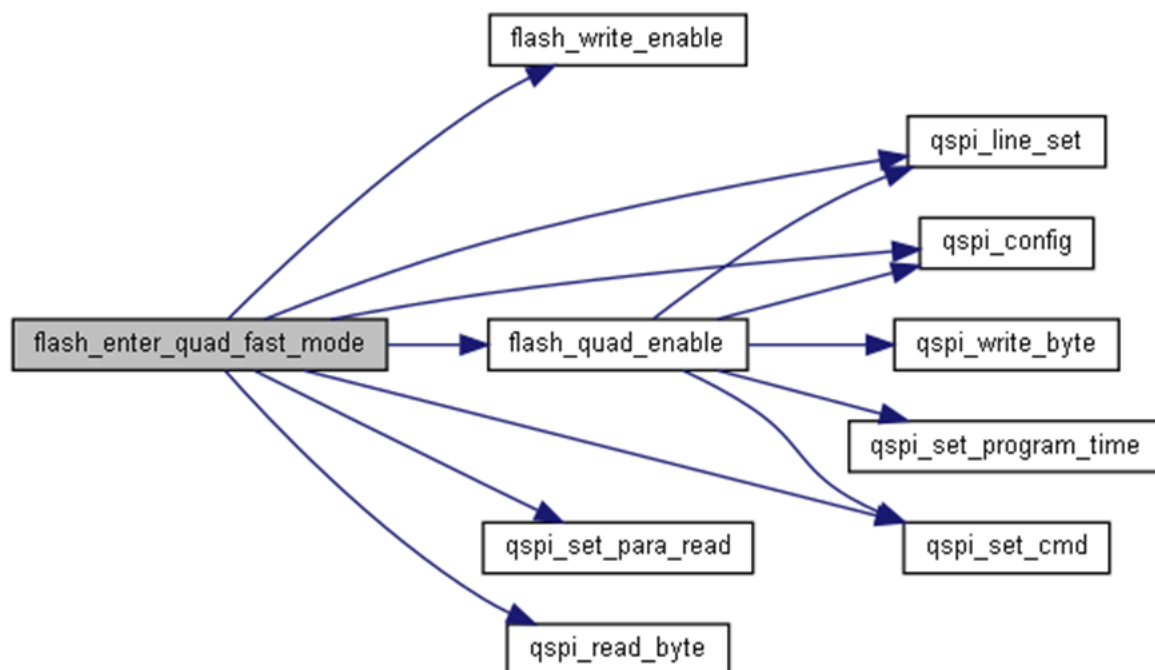 flash_write_enable
qspi_line_set
qspi_config
flash_enter_quad_fast_mode
flash_quad_enable
qspi_write_byte
qspi_set_program_time
qspi_set_para_read
qspi_set_cmd
qspi_read_byte